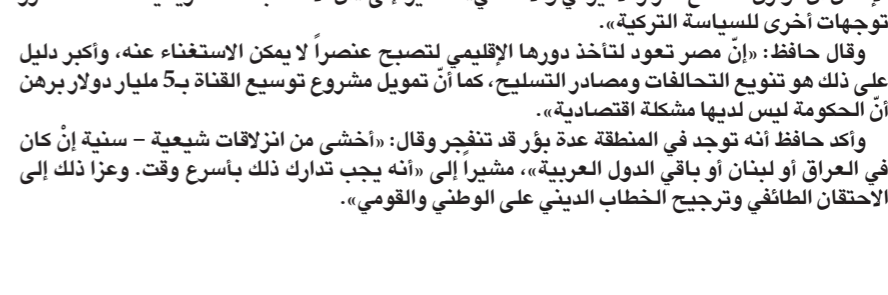 توجهات أخرى للسياسة التركية».
وقال حافظ: «إنّ مصر تعود لتأخذ دورها الإقليمي لتصبح عنصراً لا يمكن الاستغناء عنه، وأكبر دليل
على ذلك هو تنويع التحالفات ومصادر التسليح، كما أنّ تمويل مشروع توسيع القناة بـ5 مليار دولار برهن
أنّ الحكومة ليس لديها مشكلة اقتصادية».
وأكد حافظ أنه توجد في المنطقة عدة بؤر قد تنفجر وقال: «أخشى من انزلاقات شيعية – سنية إنْ كان
في العراق أو لبنان أو باقي الدول العربية»، مشيراً إلى «أنه يجب تدارك ذلك بأسرع وقت. وعزا ذلك إلى
الاحتقان الطائفي وترجيح الخطاب الديني على الوطني والقومي».